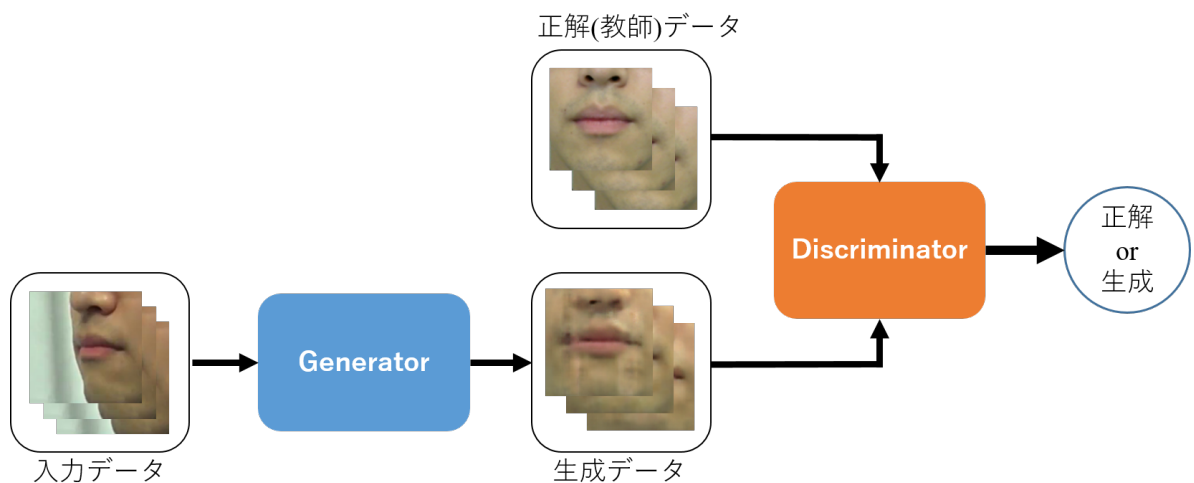 正解(教師)データ
Discriminator
正解
or
生成
Generator
入力データ
生成データ